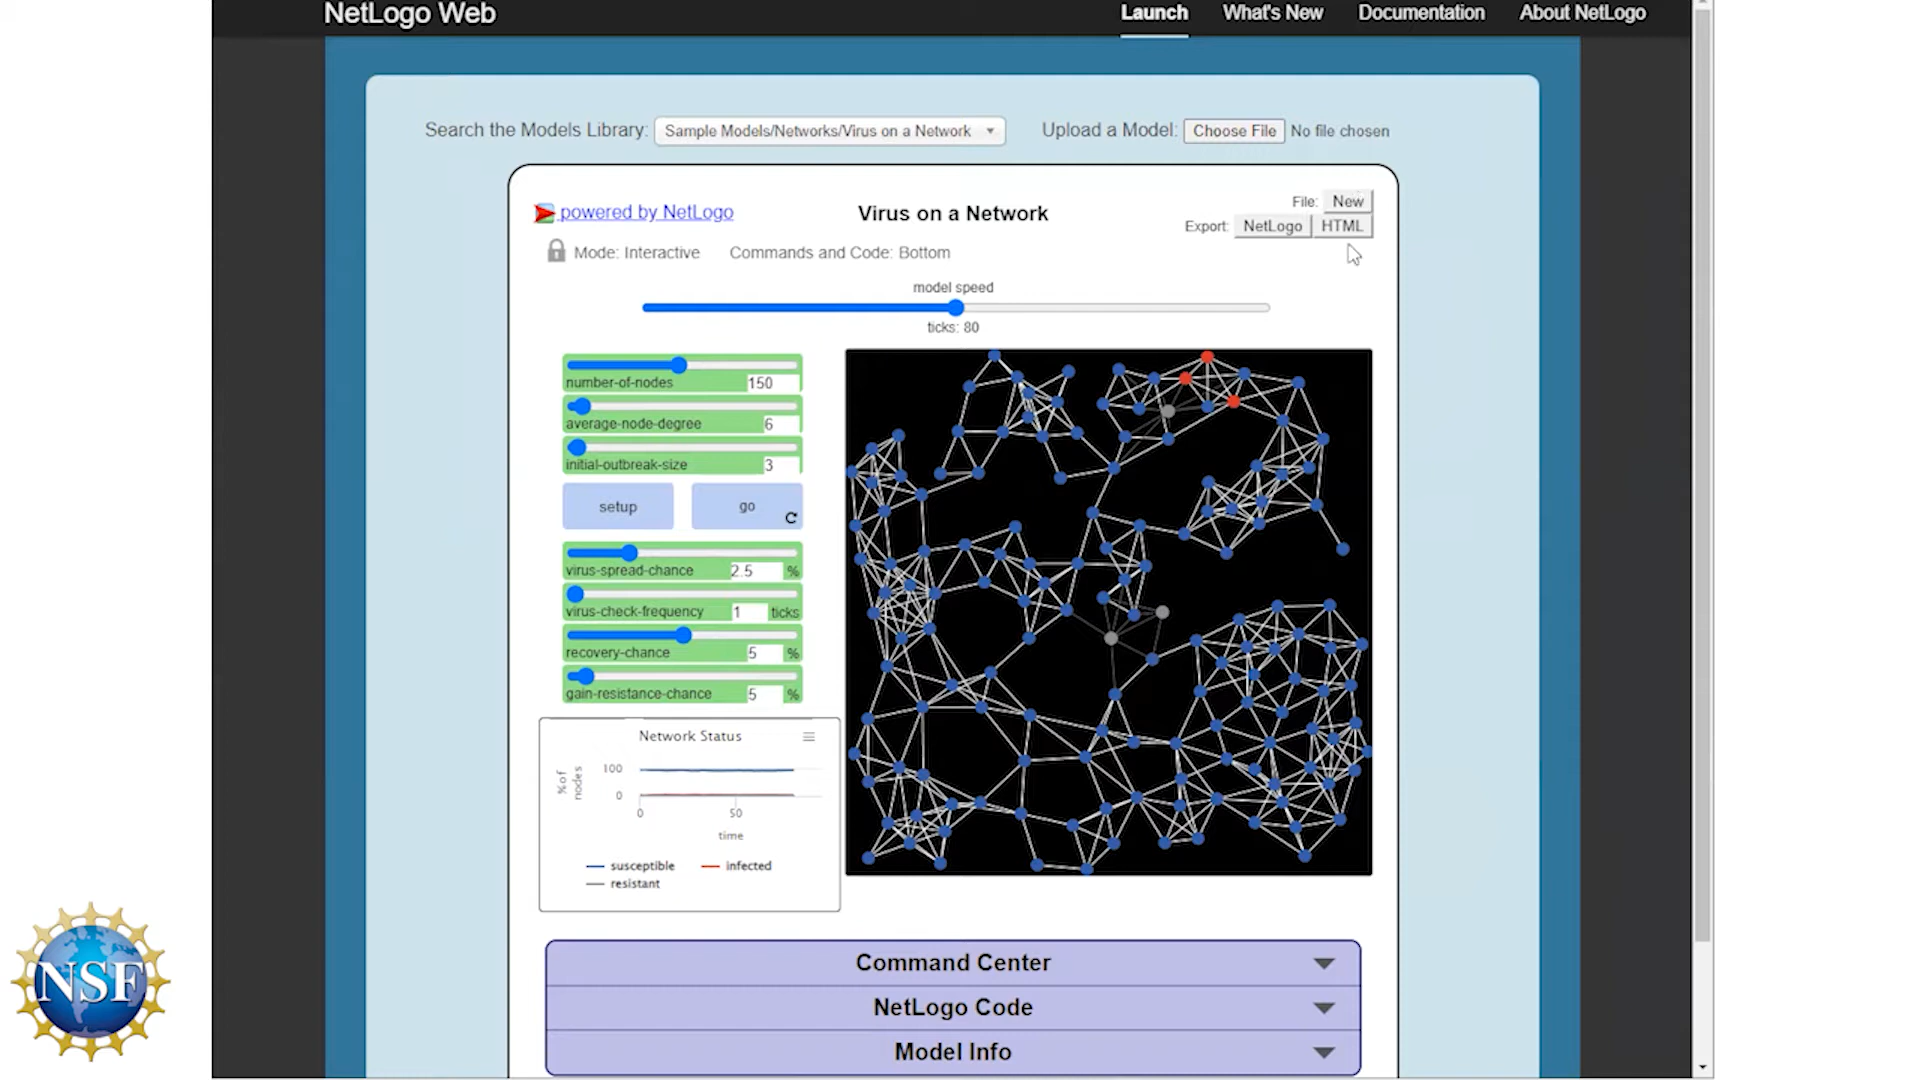 NetLogo Web
Launch What's New Documentation About NetLogo
Search the Models Library: Sample Models/Networks/Virus on a Network Upload a Model: Choose File No file chosen
powered by NetLogo
Virus on a Network
File: New
Export: NetLogo HTML
Mode: Interactive Commands and Code: Bottom
model speed
ticks: 80
number-of-nodes 150
average-node-degree 6
initial-outbreak-size 3
setup go
virus-spread-chance 2.5 %
virus-check-frequency 1 ticks
recovery-chance 5 %
gain-resistance-chance 5 %
Network Status
% of nodes
100
0
0 50
time
susceptible infected
resistant
Command Center
NetLogo Code
Model Info
NSF